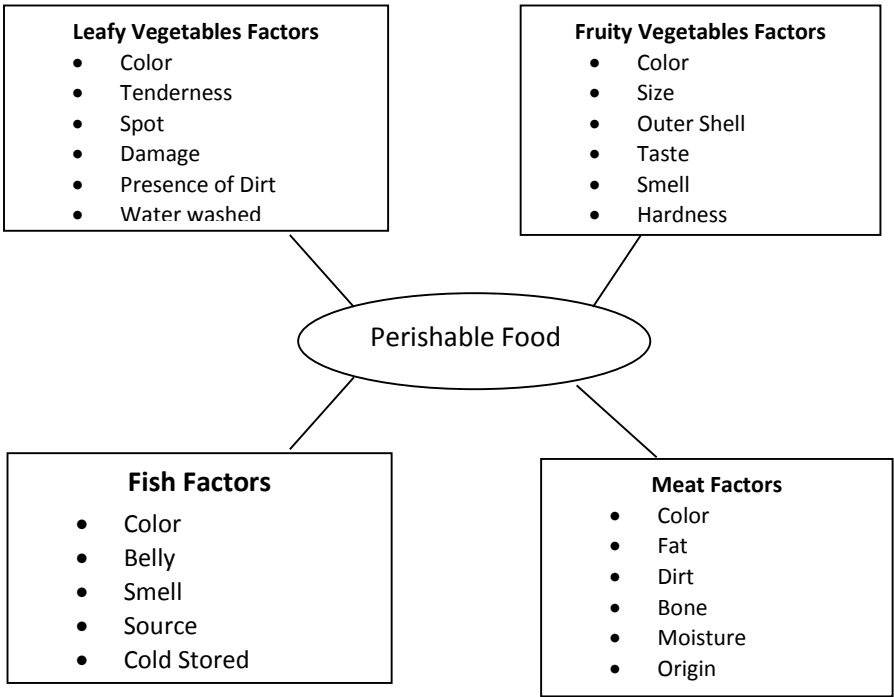 Leafy Vegetables Factors
• Color
• Tenderness
• Spot
• Damage
• Presence of Dirt
• Water washed
Fruity Vegetables Factors
• Color
• Size
• Outer Shell
• Taste
• Smell
• Hardness
Perishable Food
Fish Factors
• Color
• Belly
• Smell
• Source
• Cold Stored
Meat Factors
• Color
• Fat
• Dirt
• Bone
• Moisture
• Origin